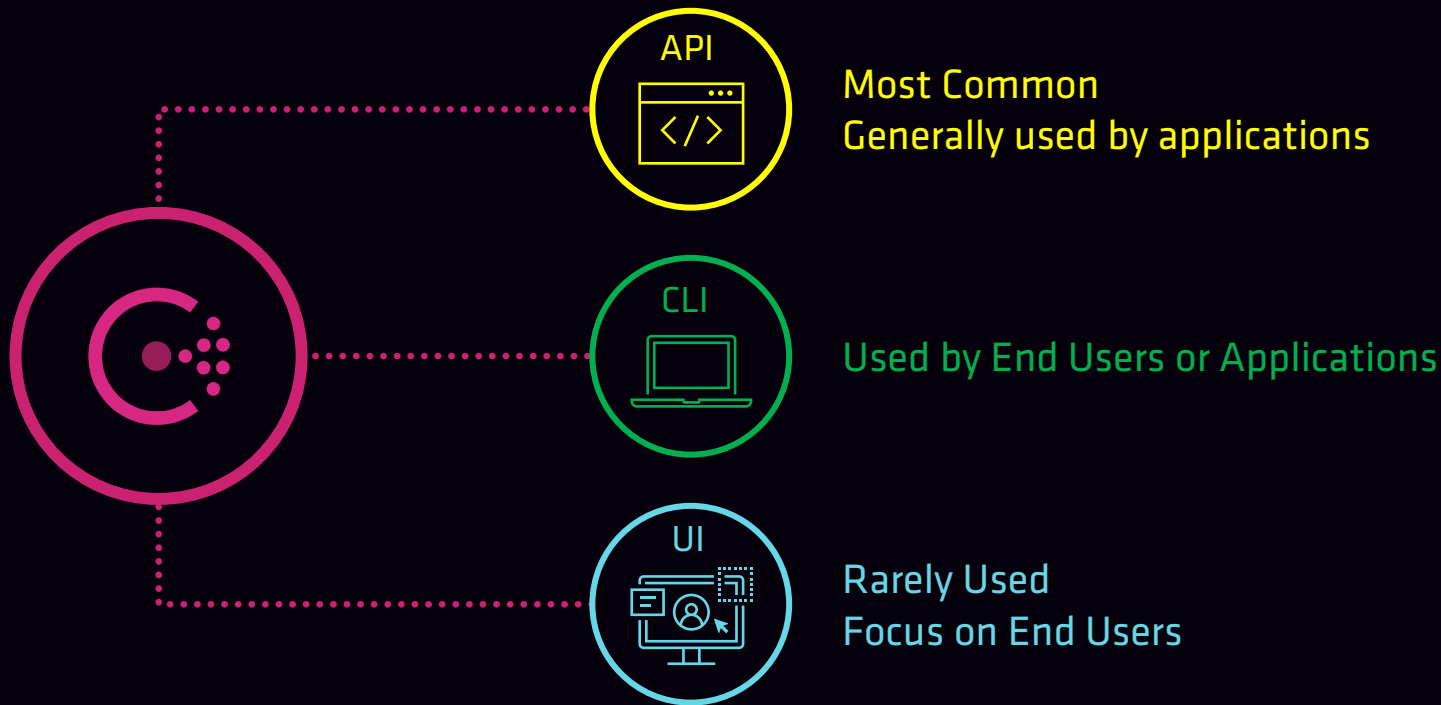 API
Most Common
Generally used by applications
CLI
Used by End Users or Applications
UI
Rarely Used
Focus on End Users